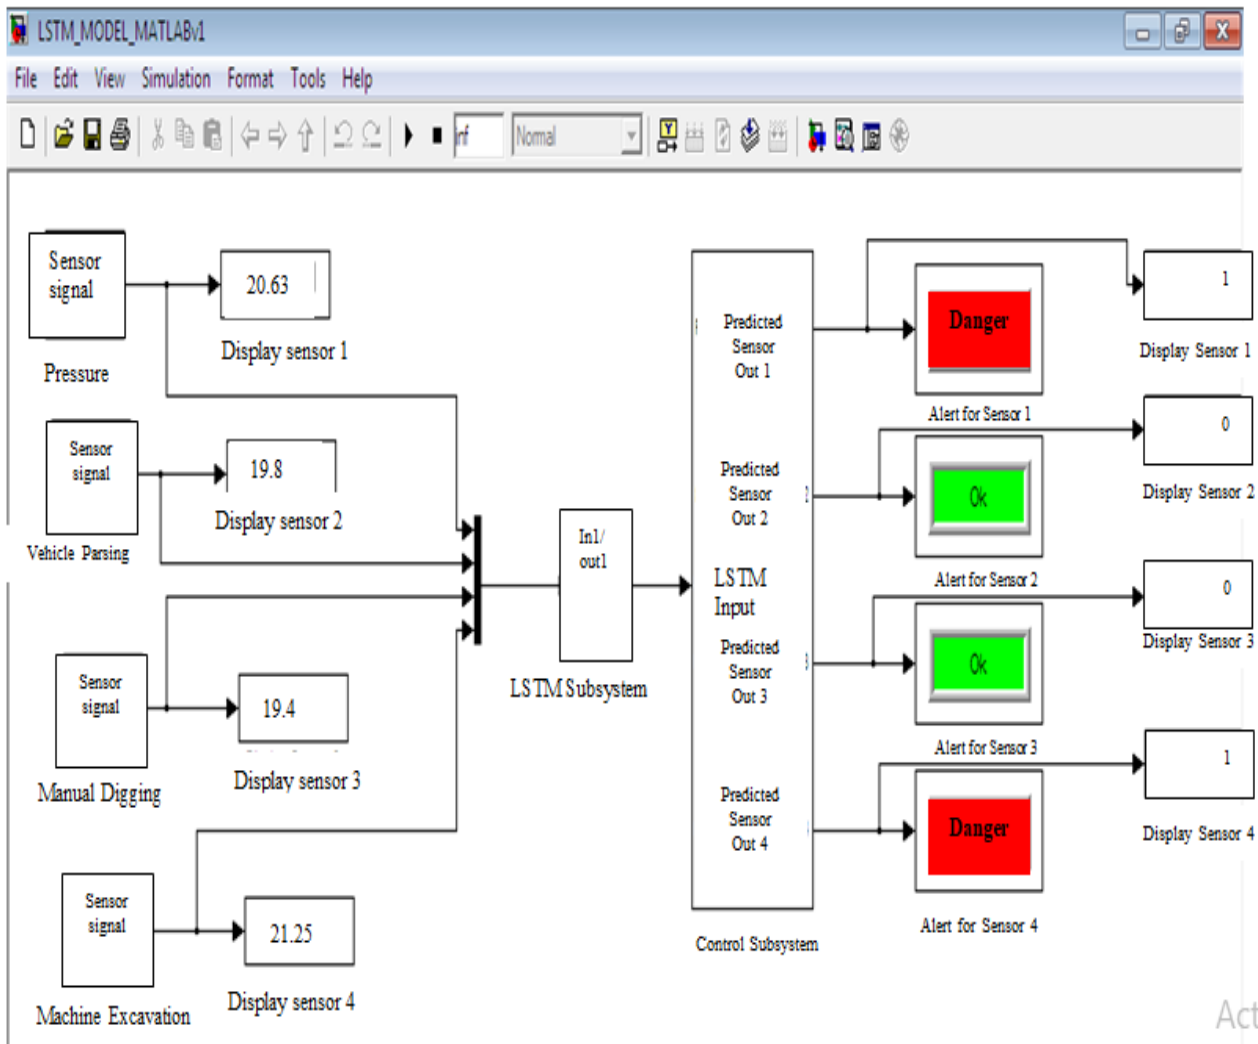 LSTM_MODEL_MATLABv1
File Edit View Simulation Format Tools Help
inf
Normal
Sensor
signal
Pressure
20.63
Display sensor 1
Sensor
signal
Vehicle Parsing
19.8
Display sensor 2
Sensor
signal
Manual Digging
19.4
Display sensor 3
Sensor
signal
Machine Excavation
21.25
Display sensor 4
In1/
out1
LSTM Subsystem
Predicted
Sensor
Out 1
Predicted
Sensor
Out 2
2
LSTM
Input
Predicted
Sensor
Out 3
3
Predicted
Sensor
Out 4
Control Subsystem
Danger
Alert for Sensor 1
Ok
Alert for Sensor 2
Ok
Alert for Sensor 3
Danger
Alert for Sensor 4
1
Display Sensor 1
0
Display Sensor 2
0
Display Sensor 3
1
Display Sensor 4
Act